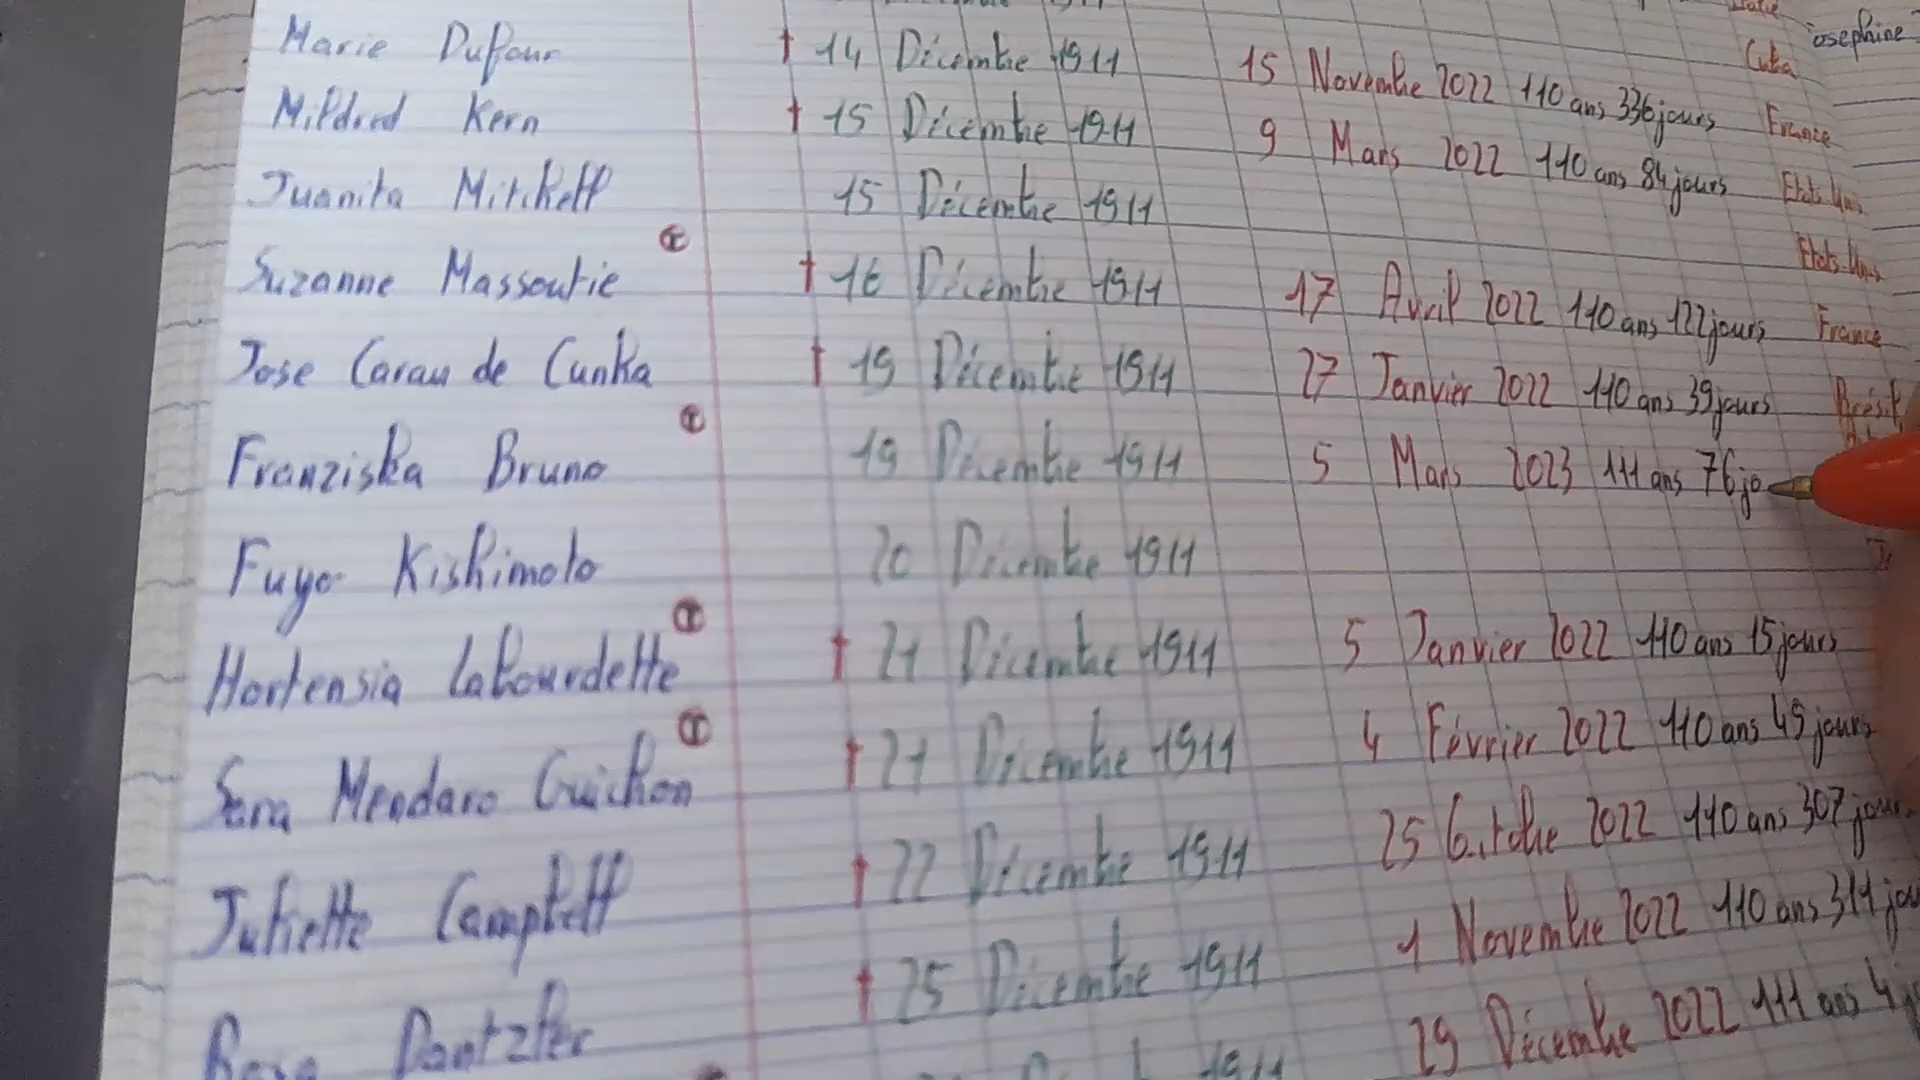 Josephine
Marie Dufour † 14 Décembre 1911 15 Novembre 2022 110 ans 336 jours Cuba
Mildred Kern † 15 Décembre 1911 9 Mars 2022 110 ans 84 jours France
Juanita Mitchell 15 Décembre 1911 Etats Unis
Suzanne Massoutie † 16 Décembre 1911 17 Avril 2022 110 ans 122 jours Etats-Unis
Jose Carau de Cunha † 19 Décembre 1911 27 Janvier 2022 110 ans 39 jours France
Franziska Bruno 19 Décembre 1911 5 Mars 2023 111 ans 76 jo
Fuyo Kishimoto 20 Décembre 1911
Hortensia Labourdette † 21 Décembre 1911 5 Janvier 2022 110 ans 15 jours
Sara Mendaro Guichon † 21 Décembre 1911 4 Février 2022 110 ans 45 jours
Juliette Campbell † 22 Décembre 1911 25 Octobre 2022 110 ans 307 jour
Rosa Dantzler † 25 Décembre 1911 1 Novembre 2022 110 ans 311 jou
1911 29 Décembre 2022 111 ans 4